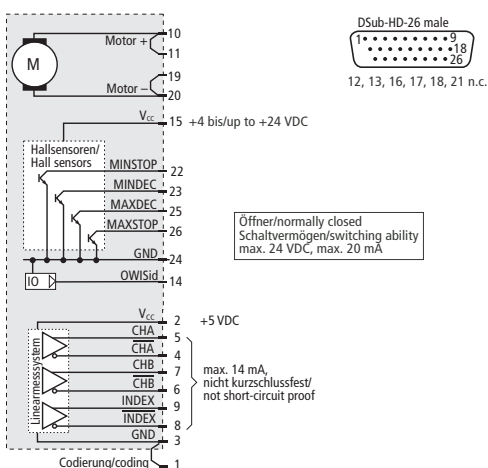 Motor +
10
11
M
19
Motor –
20
Vcc
15 +4 bis/up to +24 VDC
Hallsensoren/
Hall sensors
MINSTOP
22
MINDEC
23
MAXDEC
25
MAXSTOP
26
GND
24
IO
OWISid
14
Vcc
2 +5 VDC
Linearmesssystem
CHA
5
CHA
4
CHB
7
CHB
6
INDEX
9
INDEX
8
GND
3
Codierung/coding
1
max. 14 mA,
nicht kurzschlussfest/
not short-circuit proof
DSub-HD-26 male
1 9
18
26
12, 13, 16, 17, 18, 21 n.c.
Öffner/normally closed
Schaltvermögen/switching ability
max. 24 VDC, max. 20 mA